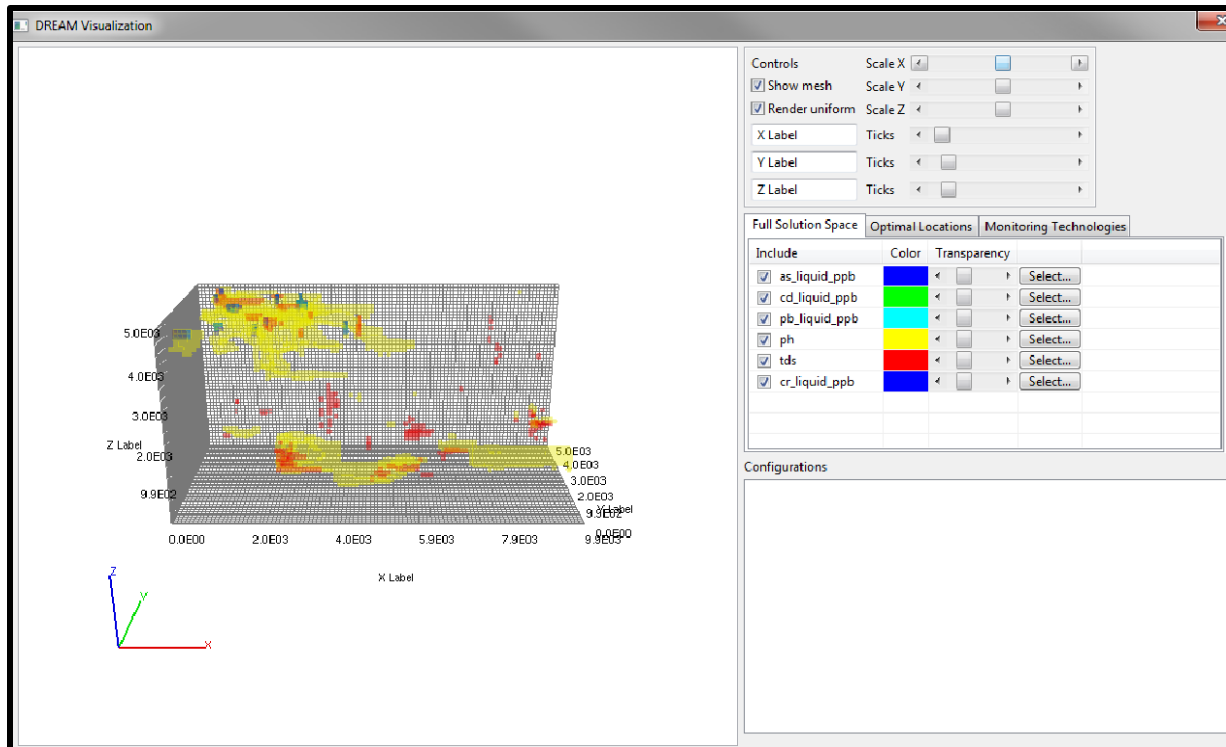 DREAM Visualization
Controls Scale X
Show mesh Scale Y
Render uniform Scale Z
X Label Ticks
Y Label Ticks
Z Label Ticks
Full Solution Space Optimal Locations Monitoring Technologies
Include Color Transparency
as_liquid_ppb Select...
cd_liquid_ppb Select...
pb_liquid_ppb Select...
ph Select...
tds Select...
cr_liquid_ppb Select...
Configurations
5.0E03
4.0E03
3.0E03
Z Label
2.0E03
9.9E02
5.0E03
4.0E03
3.0E03
2.0E03
9.9E02
Y Label
0.0E00
0.0E00 2.0E03 4.0E03 5.9E03 7.9E03 9.9E03
X Label
Z
Y
X